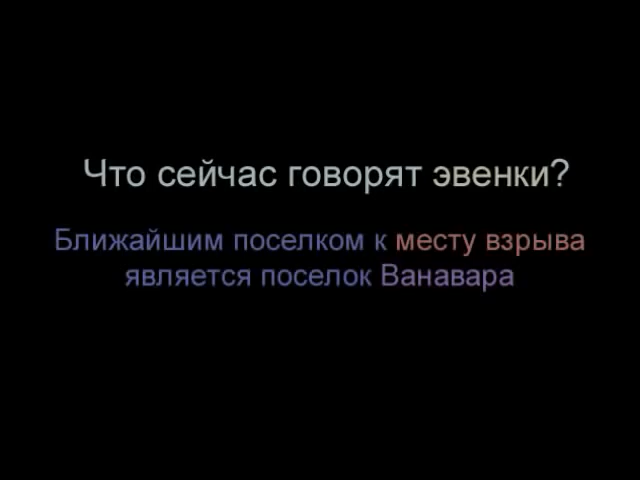 Что сейчас говорят эвенки?
Ближайшим поселком к месту взрыва
является поселок Ванавара